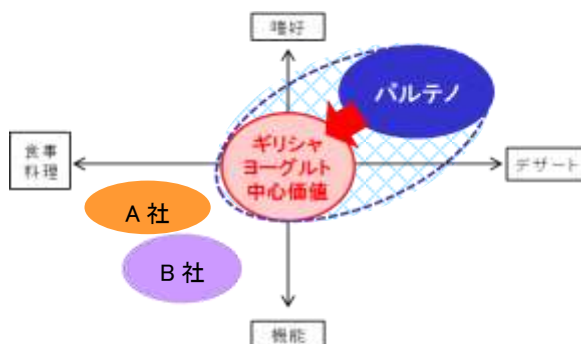 嗜好
パルテノ
ギリシャ
ヨーグルト
中心価値
食事
料理
デザート
A社
B社
機能